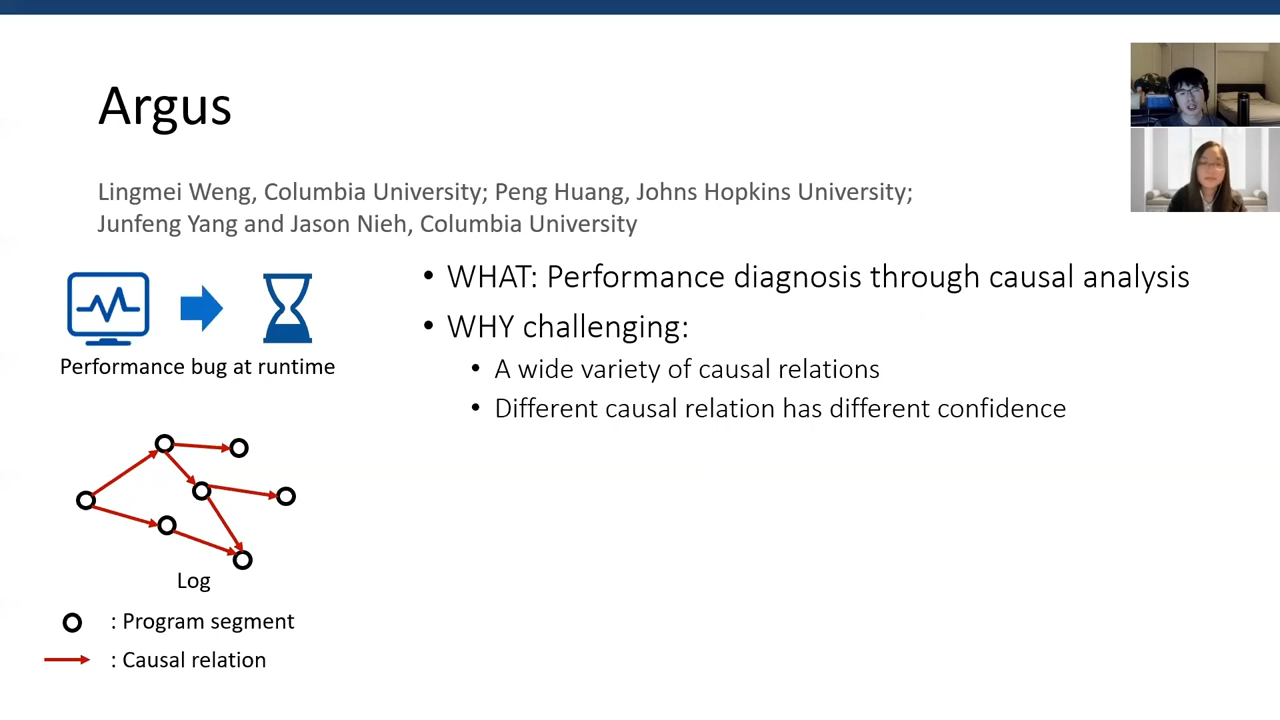 Argus
Lingmei Weng, Columbia University; Peng Huang, Johns Hopkins University;
Junfeng Yang and Jason Nieh, Columbia University
Performance bug at runtime
• WHAT: Performance diagnosis through causal analysis
• WHY challenging:
• A wide variety of causal relations
• Different causal relation has different confidence
Log
: Program segment
: Causal relation